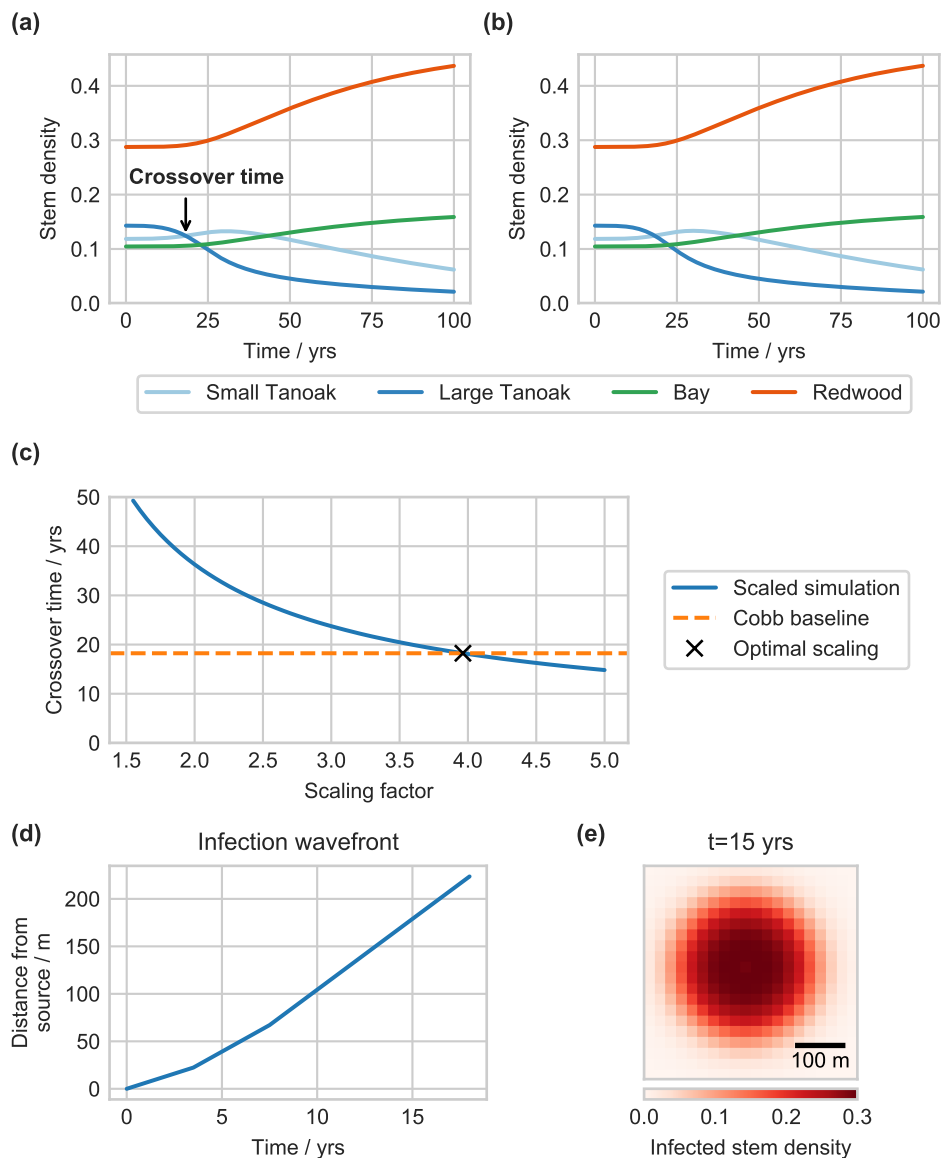 (a)
(b)
Stem density
0.4
0.3
0.2
0.1
0.0
Crossover time
0 25 50 75 100
Time / yrs
Stem density
0.4
0.3
0.2
0.1
0.0
0 25 50 75 100
Time / yrs
Small Tanoak Large Tanoak Bay Redwood
(c)
Crossover time / yrs
50
40
30
20
10
0
1.5 2.0 2.5 3.0 3.5 4.0 4.5 5.0
Scaling factor
Scaled simulation
Cobb baseline
Optimal scaling
(d)
Infection wavefront
Distance from
source / m
200
150
100
50
0
0 5 10 15
Time / yrs
(e)
t=15 yrs
100 m
0.0 0.1 0.2 0.3
Infected stem density